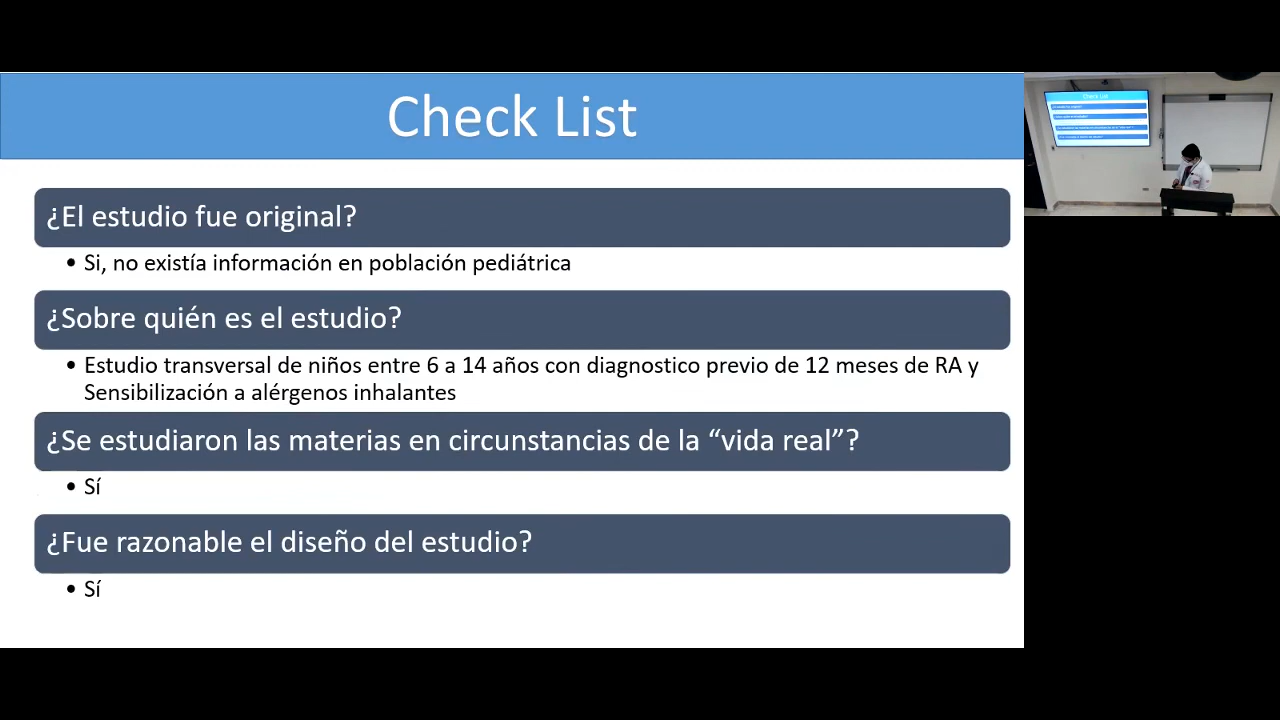 Check List
¿El estudio fue original?
• Si, no existía información en población pediátrica
¿Sobre quién es el estudio?
• Estudio transversal de niños entre 6 a 14 años con diagnostico previo de 12 meses de RA y
Sensibilización a alérgenos inhalantes
¿Se estudiaron las materias en circunstancias de la “vida real”?
• Sí
¿Fue razonable el diseño del estudio?
• Sí
Check List